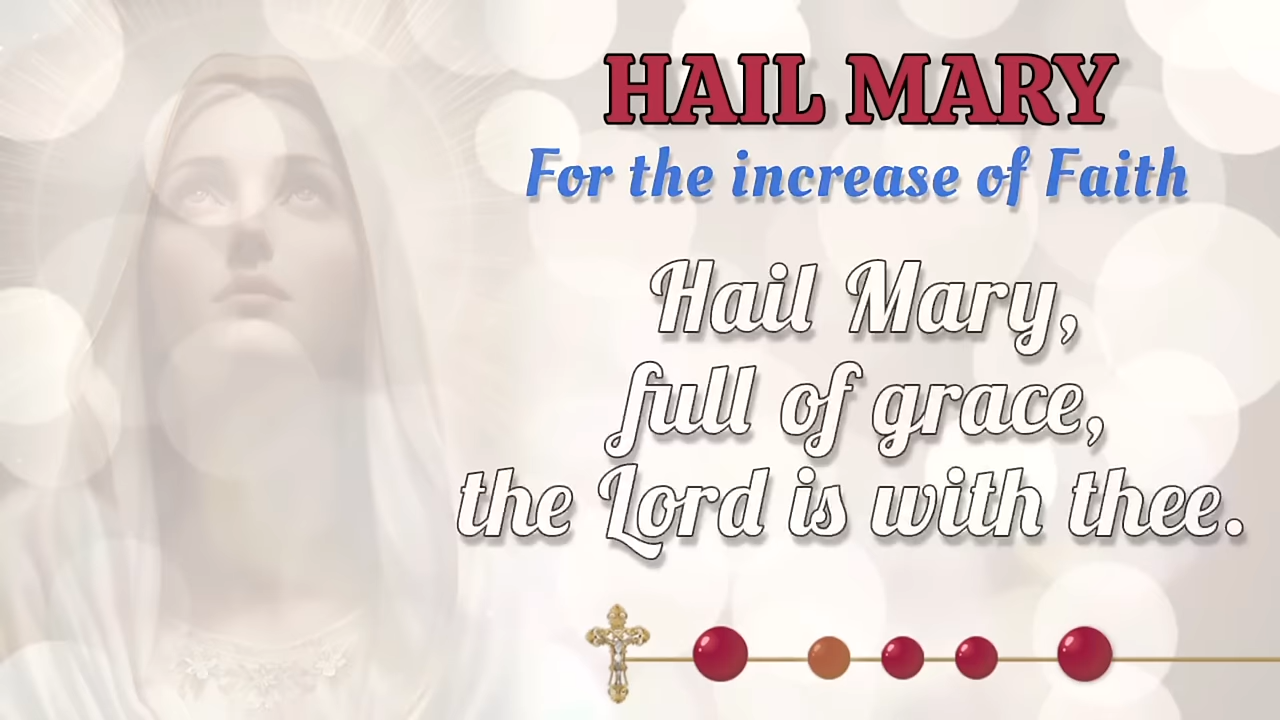 HAIL MARY
For the increase of Faith
Hail Mary,
full of grace,
the Lord is with thee.